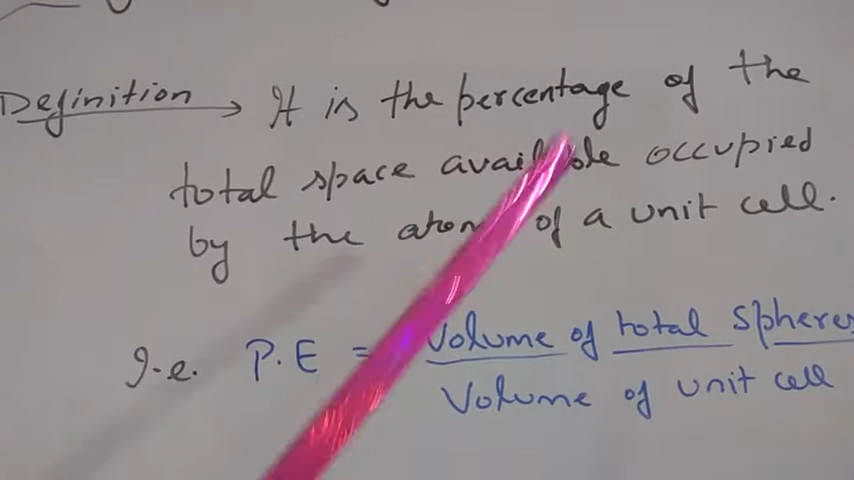 Definition → It is the percentage of the
total space available occupied
by the atom of a unit cell.
I.e. P.E = Volume of total spheres
Volume of unit cell